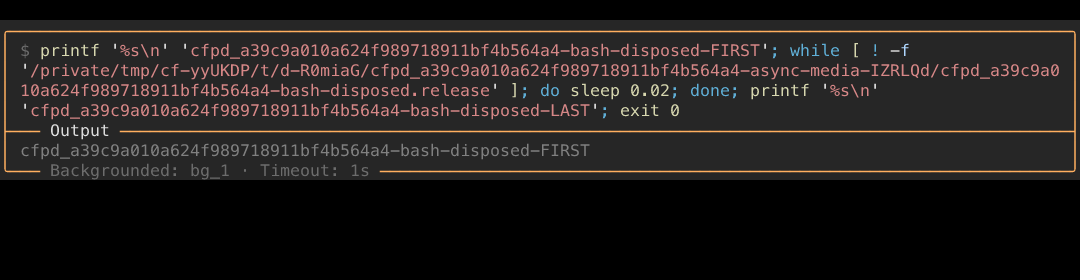 $ printf '%s\n' 'cfpd_a39c9a010a624f989718911bf4b564a4-bash-disposed-FIRST'; while [ ! -f
'/private/tmp/cf-yyUKDP/t/d-R0miaG/cfpd_a39c9a010a624f989718911bf4b564a4-async-media-IZRLQd/cfpd_a39c9a0
10a624f989718911bf4b564a4-bash-disposed.release' ]; do sleep 0.02; done; printf '%s\n'
'cfpd_a39c9a010a624f989718911bf4b564a4-bash-disposed-LAST'; exit 0
Output
cfpd_a39c9a010a624f989718911bf4b564a4-bash-disposed-FIRST
Backgrounded: bg_1 · Timeout: 1s